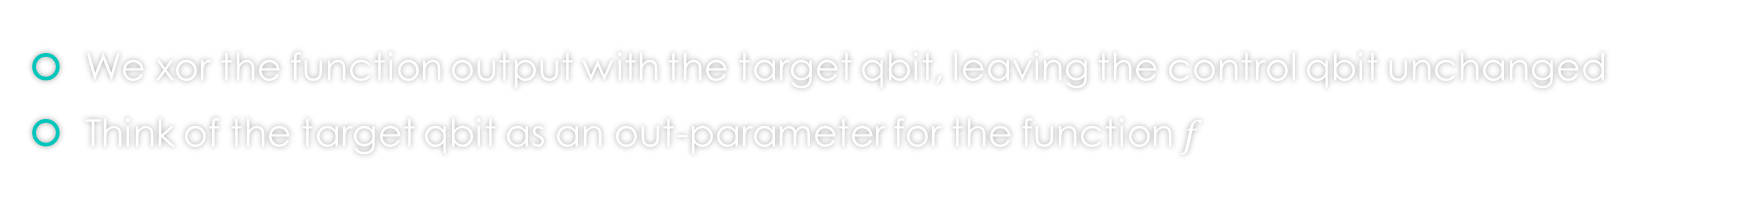 We xor the function output with the target qbit, leaving the control qbit unchanged
Think of the target qbit as an out-parameter for the function f